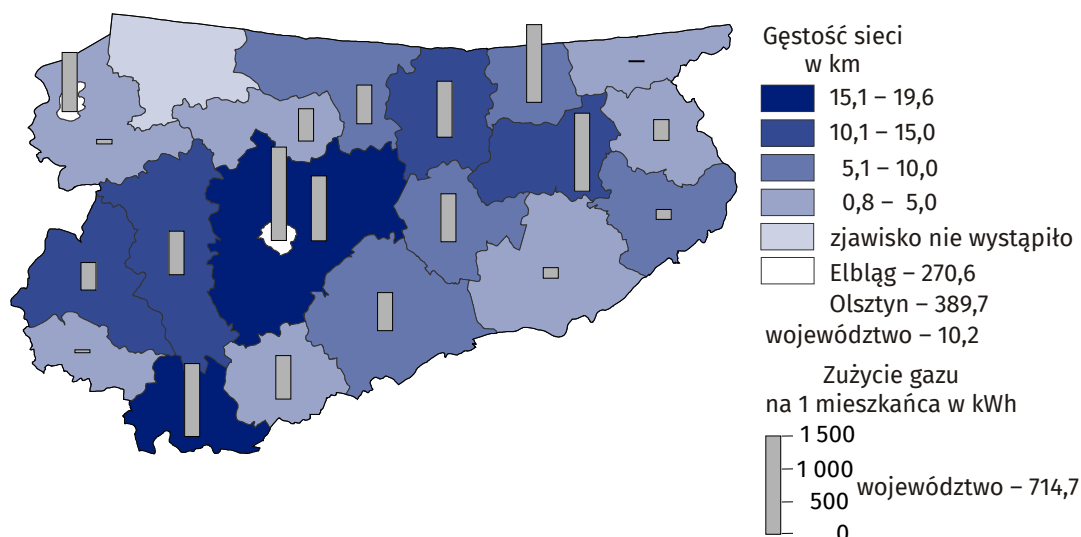 Gęstość sieci
w km
15,1 – 19,6
10,1 – 15,0
5,1 – 10,0
0,8 – 5,0
zjawisko nie wystąpiło
Elbląg – 270,6
Olsztyn – 389,7
województwo – 10,2
Zużycie gazu
na 1 mieszkańca w kWh
1 500
1 000
500
województwo – 714,7
0